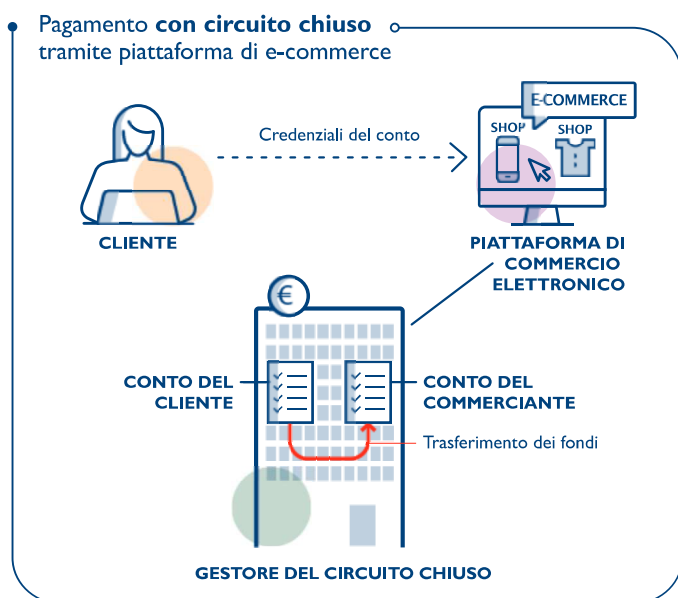 Pagamento con circuito chiuso
tramite piattaforma di e-commerce
E-COMMERCE
SHOP
SHOP
Credenziali del conto
CLIENTE
PIATTAFORMA DI
COMMERCIO
ELETTRONICO
€
CONTO DEL
CLIENTE
CONTO DEL
COMMERCIANTE
Trasferimento dei fondi
GESTORE DEL CIRCUITO CHIUSO